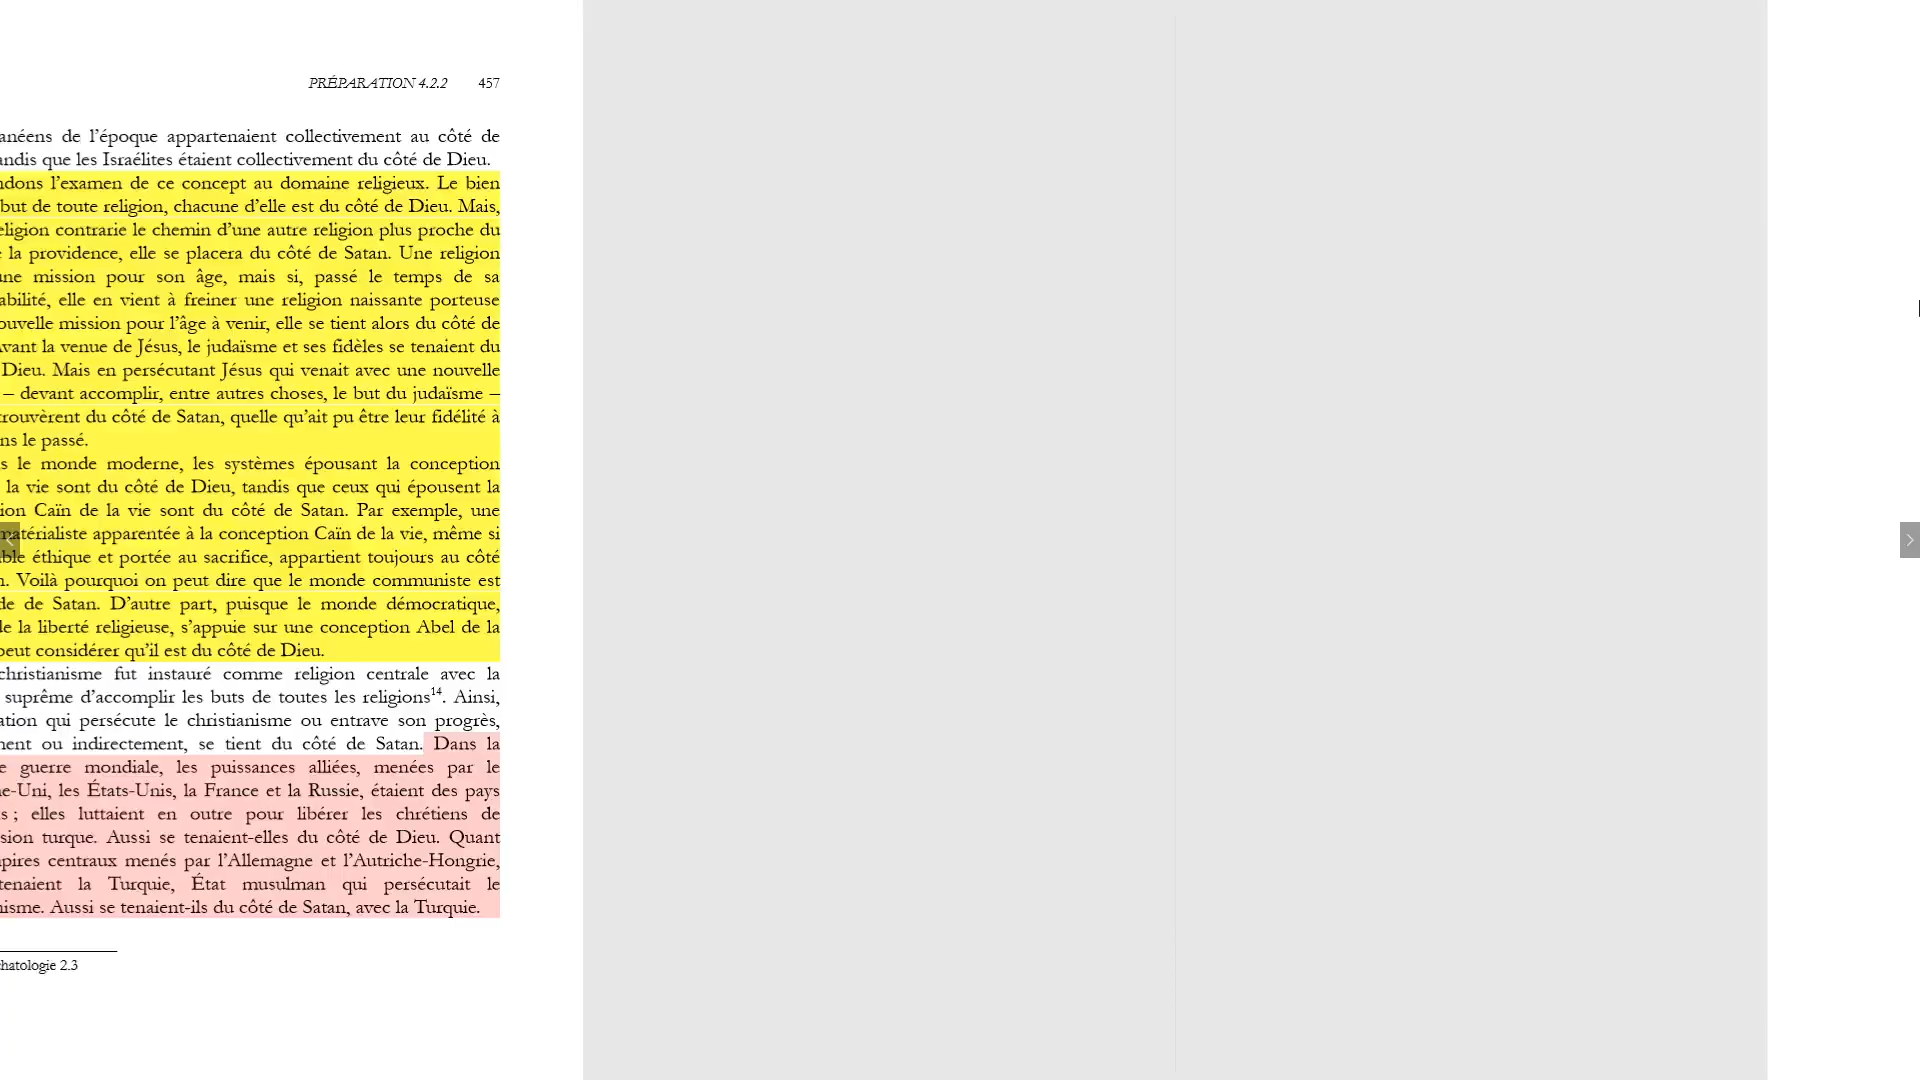 PRÉPARATION 4.2.2 457
anéens de l’époque appartenaient collectivement au côté de
andis que les Israélites étaient collectivement du côté de Dieu.
ndons l’examen de ce concept au domaine religieux. Le bien
but de toute religion, chacune d’elle est du côté de Dieu. Mais,
eligion contrarie le chemin d’une autre religion plus proche du
la providence, elle se placera du côté de Satan. Une religion
une mission pour son âge, mais si, passé le temps de sa
abilité, elle en vient à freiner une religion naissante porteuse
ouvelle mission pour l’âge à venir, elle se tient alors du côté de
Avant la venue de Jésus, le judaïsme et ses fidèles se tenaient du
Dieu. Mais en persécutant Jésus qui venait avec une nouvelle
– devant accomplir, entre autres choses, le but du judaïsme –
trouvèrent du côté de Satan, quelle qu’ait pu être leur fidélité à
ns le passé.
s le monde moderne, les systèmes épousant la conception
la vie sont du côté de Dieu, tandis que ceux qui épousent la
ion Caïn de la vie sont du côté de Satan. Par exemple, une
matérialiste apparentée à la conception Caïn de la vie, même si
ble éthique et portée au sacrifice, appartient toujours au côté
n. Voilà pourquoi on peut dire que le monde communiste est
de de Satan. D’autre part, puisque le monde démocratique,
de la liberté religieuse, s’appuie sur une conception Abel de la
peut considérer qu’il est du côté de Dieu.
christianisme fut instauré comme religion centrale avec la
suprême d’accomplir les buts de toutes les religions14. Ainsi,
ation qui persécute le christianisme ou entrave son progrès,
ment ou indirectement, se tient du côté de Satan. Dans la
e guerre mondiale, les puissances alliées, menées par le
e-Uni, les États-Unis, la France et la Russie, étaient des pays
s ; elles luttaient en outre pour libérer les chrétiens de
sion turque. Aussi se tenaient-elles du côté de Dieu. Quant
pires centraux menés par l’Allemagne et l’Autriche-Hongrie,
tenaient la Turquie, État musulman qui persécutait le
nisme. Aussi se tenaient-ils du côté de Satan, avec la Turquie.
hatologie 2.3